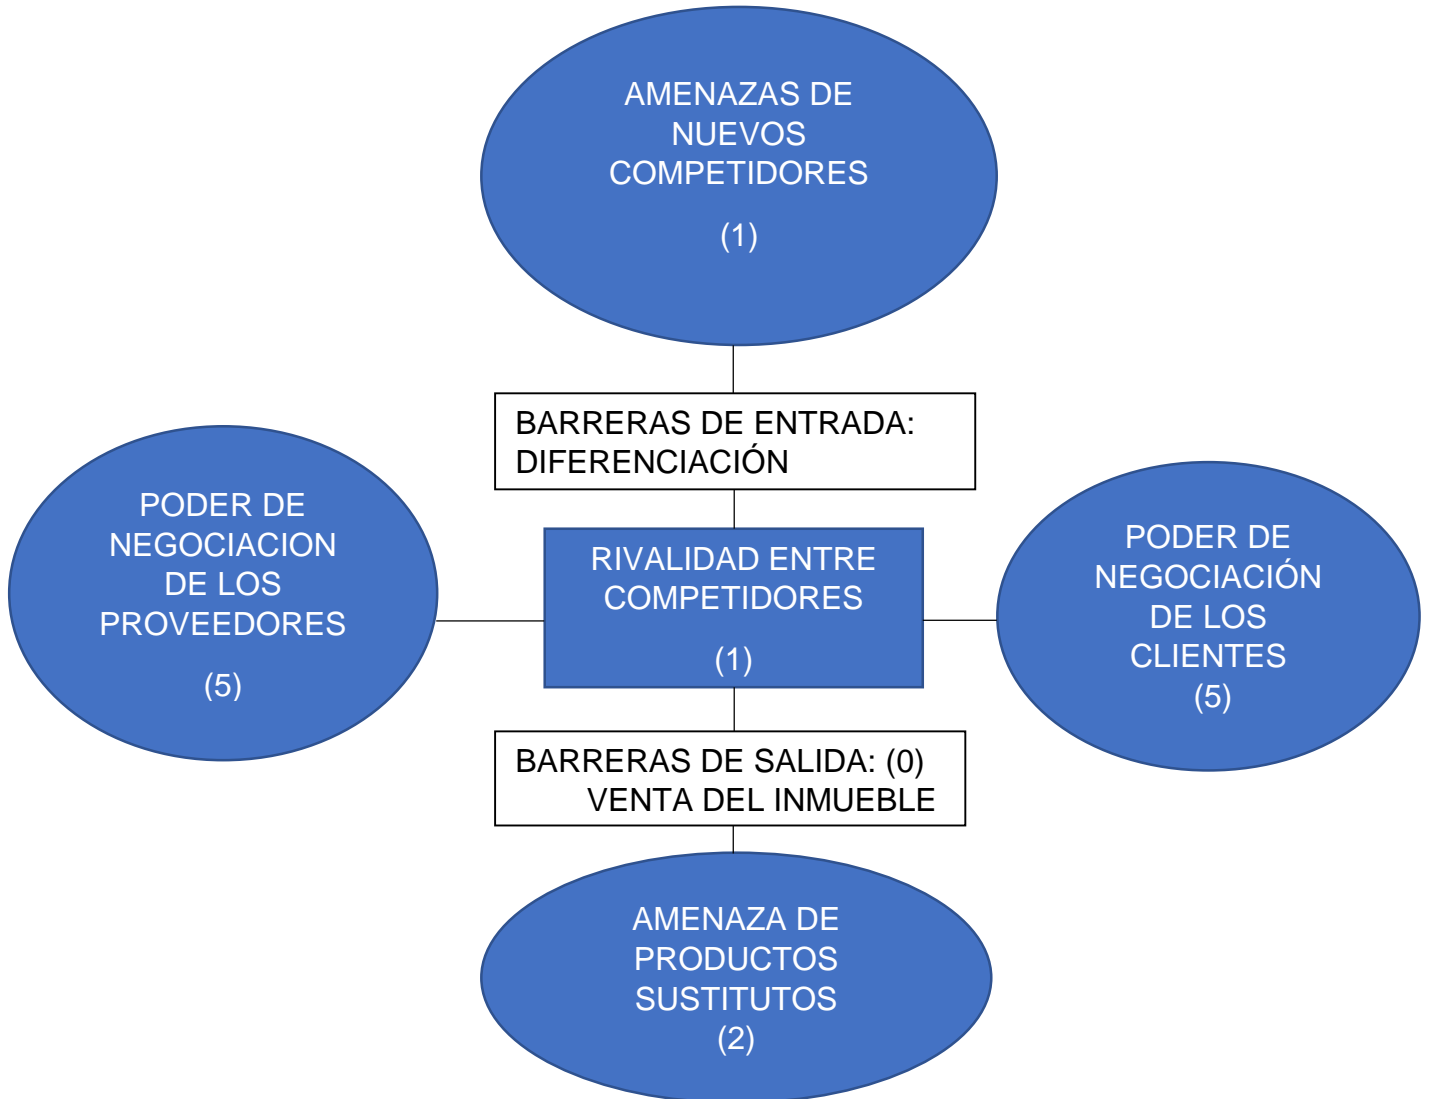 AMENAZAS DE
NUEVOS
COMPETIDORES
(1)
BARRERAS DE ENTRADA:
DIFERENCIACIÓN
PODER DE
NEGOCIACION
DE LOS
PROVEEDORES
(5)
RIVALIDAD ENTRE
COMPETIDORES
(1)
PODER DE
NEGOCIACIÓN
DE LOS
CLIENTES
(5)
BARRERAS DE SALIDA: (0)
VENTA DEL INMUEBLE
AMENAZA DE
PRODUCTOS
SUSTITUTOS
(2)